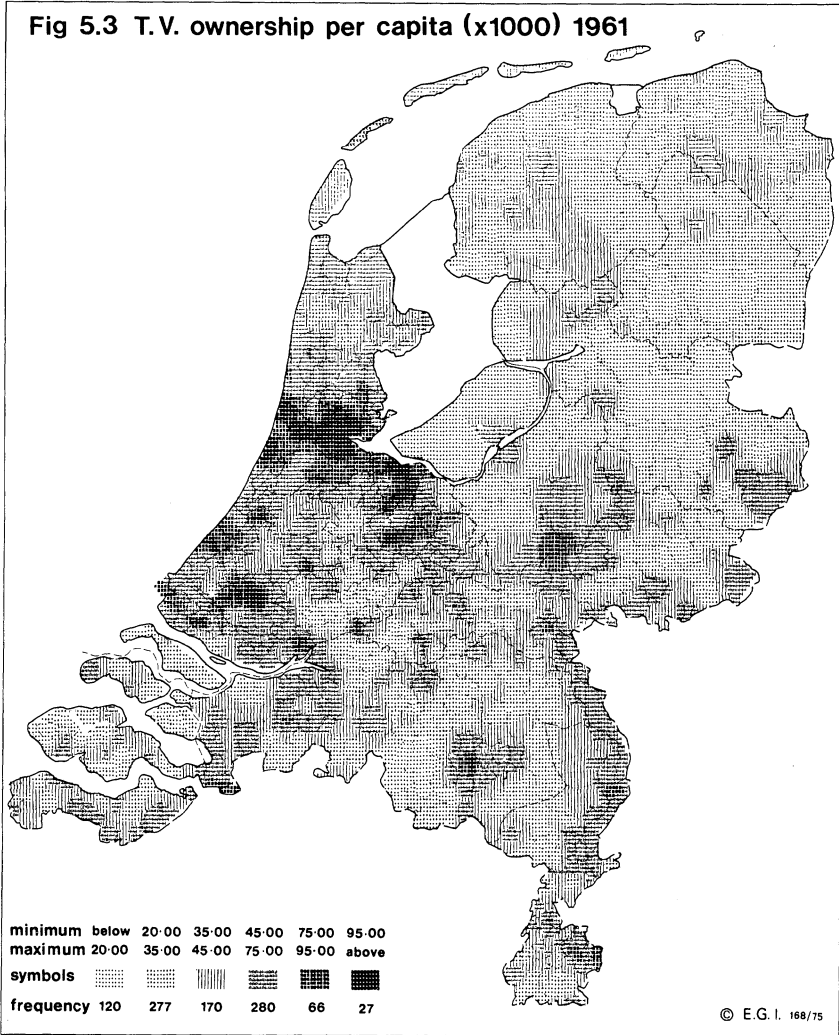 Fig 5.3 T.V. ownership per capita (x1000) 1961
minimum below 20·00 35·00 45·00 75·00 95·00
maximum 20·00 35·00 45·00 75·00 95·00 above
symbols
frequency 120 277 170 280 66 27
© E.G.I. 168/75